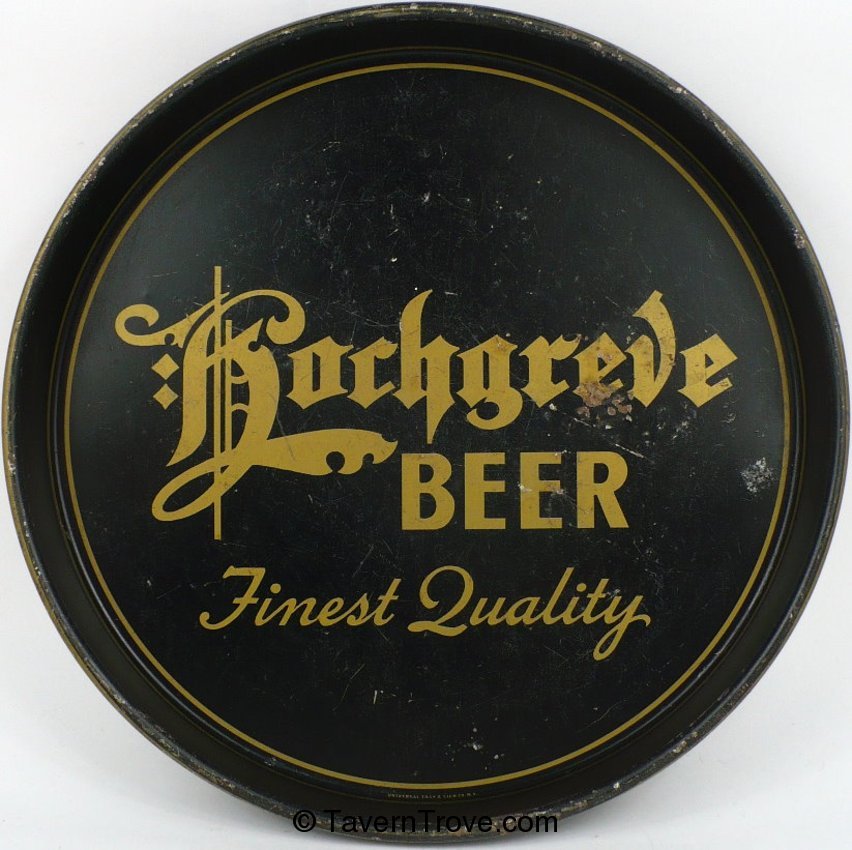 Hochgreve
BEER
Finest Quality
© TavernTrove.com